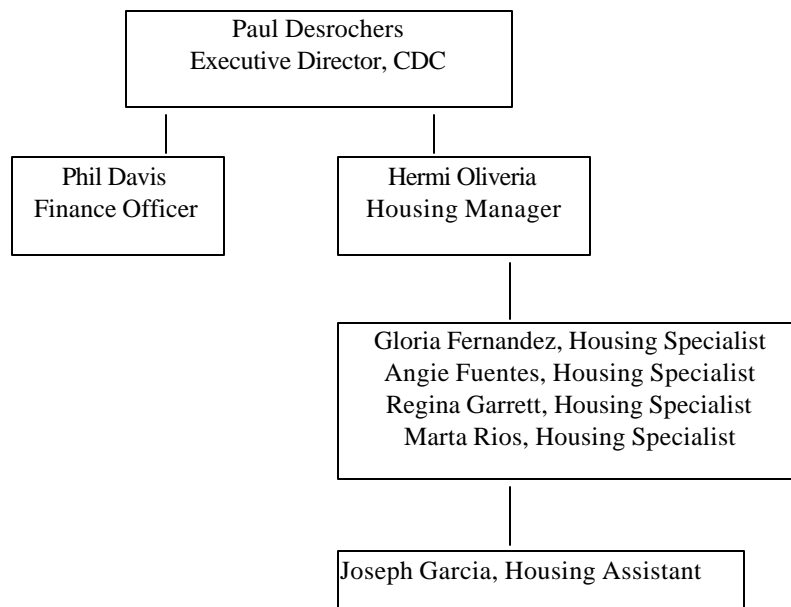 Paul Desrochers
Executive Director, CDC
Phil Davis
Finance Officer
Hermi Oliveria
Housing Manager
Gloria Fernandez, Housing Specialist
Angie Fuentes, Housing Specialist
Regina Garrett, Housing Specialist
Marta Rios, Housing Specialist
Joseph Garcia, Housing Assistant